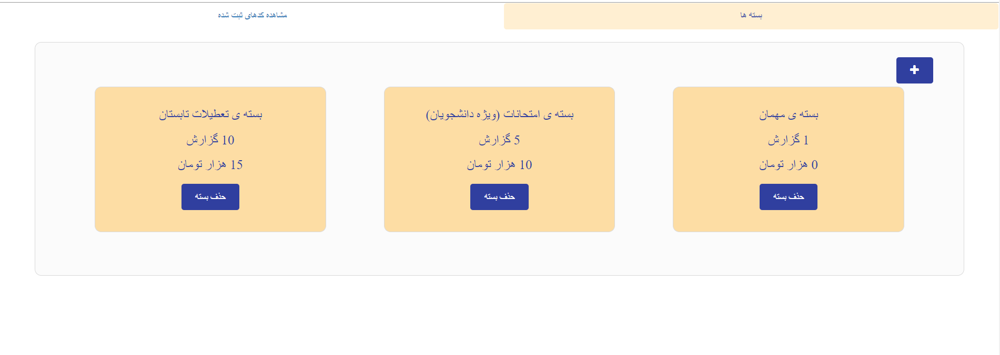 بسته ها
مشاهده کدهای ثبت شده
بسته ی مهمان
1 گزارش
0 هزار تومان
حذف بسته
بسته ی امتحانات (ویژه دانشجویان)
5 گزارش
10 هزار تومان
حذف بسته
بسته ی تعطیلات تابستان
10 گزارش
15 هزار تومان
حذف بسته